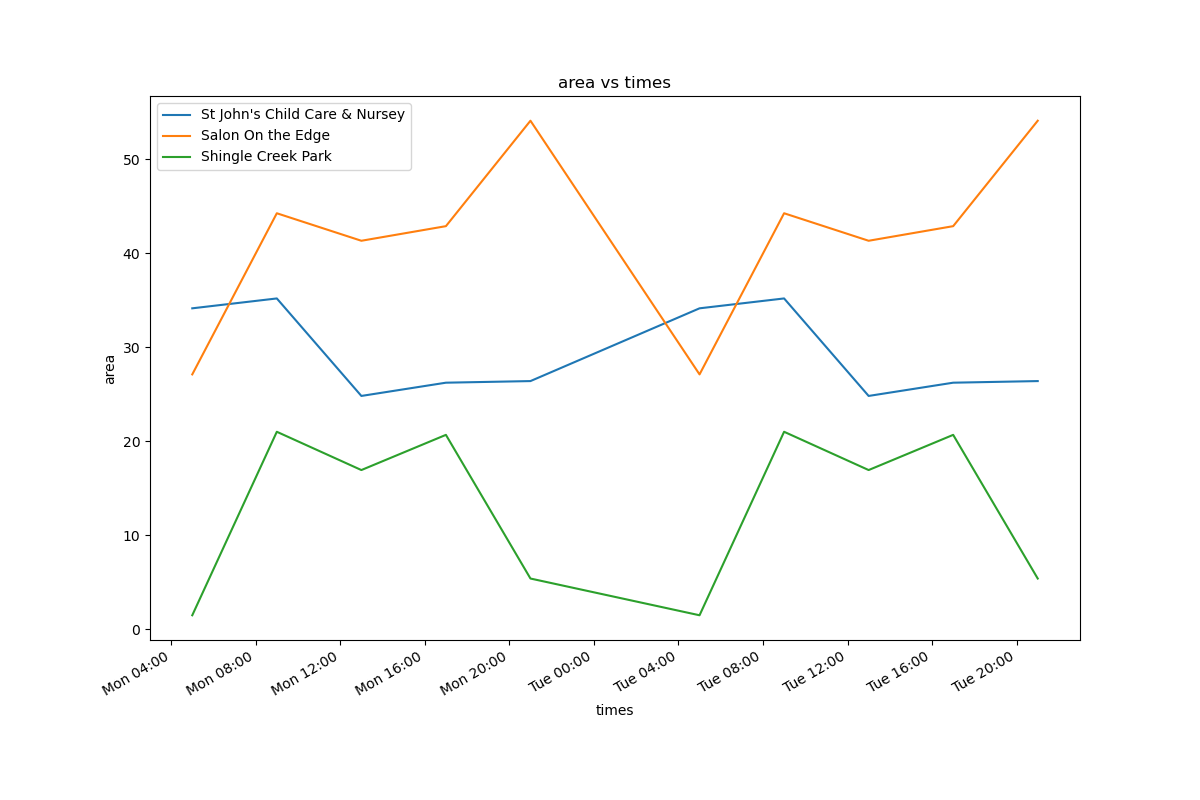 area vs times
St John's Child Care & Nursey
Salon On the Edge
Shingle Creek Park
area
50
40
30
20
10
0
Mon 04:00
Mon 08:00
Mon 12:00
Mon 16:00
Mon 20:00
Tue 00:00
Tue 04:00
Tue 08:00
Tue 12:00
Tue 16:00
Tue 20:00
times